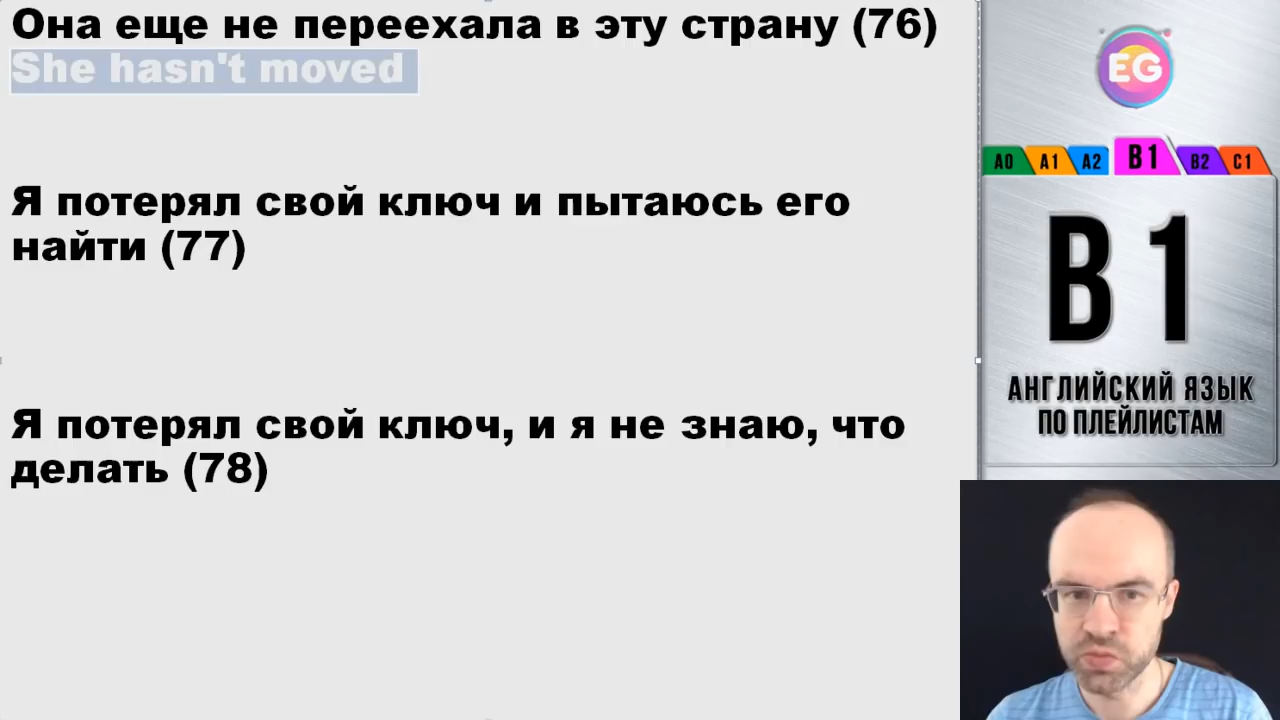 Она еще не переехала в эту страну (76)
She hasn't moved
Я потерял свой ключ и пытаюсь его
найти (77)
Я потерял свой ключ, и я не знаю, что
делать (78)
EG
A0 A1 A2 B1 B2 C1
B1
АНГЛИЙСКИЙ ЯЗЫК
ПО ПЛЕЙЛИСТАМ